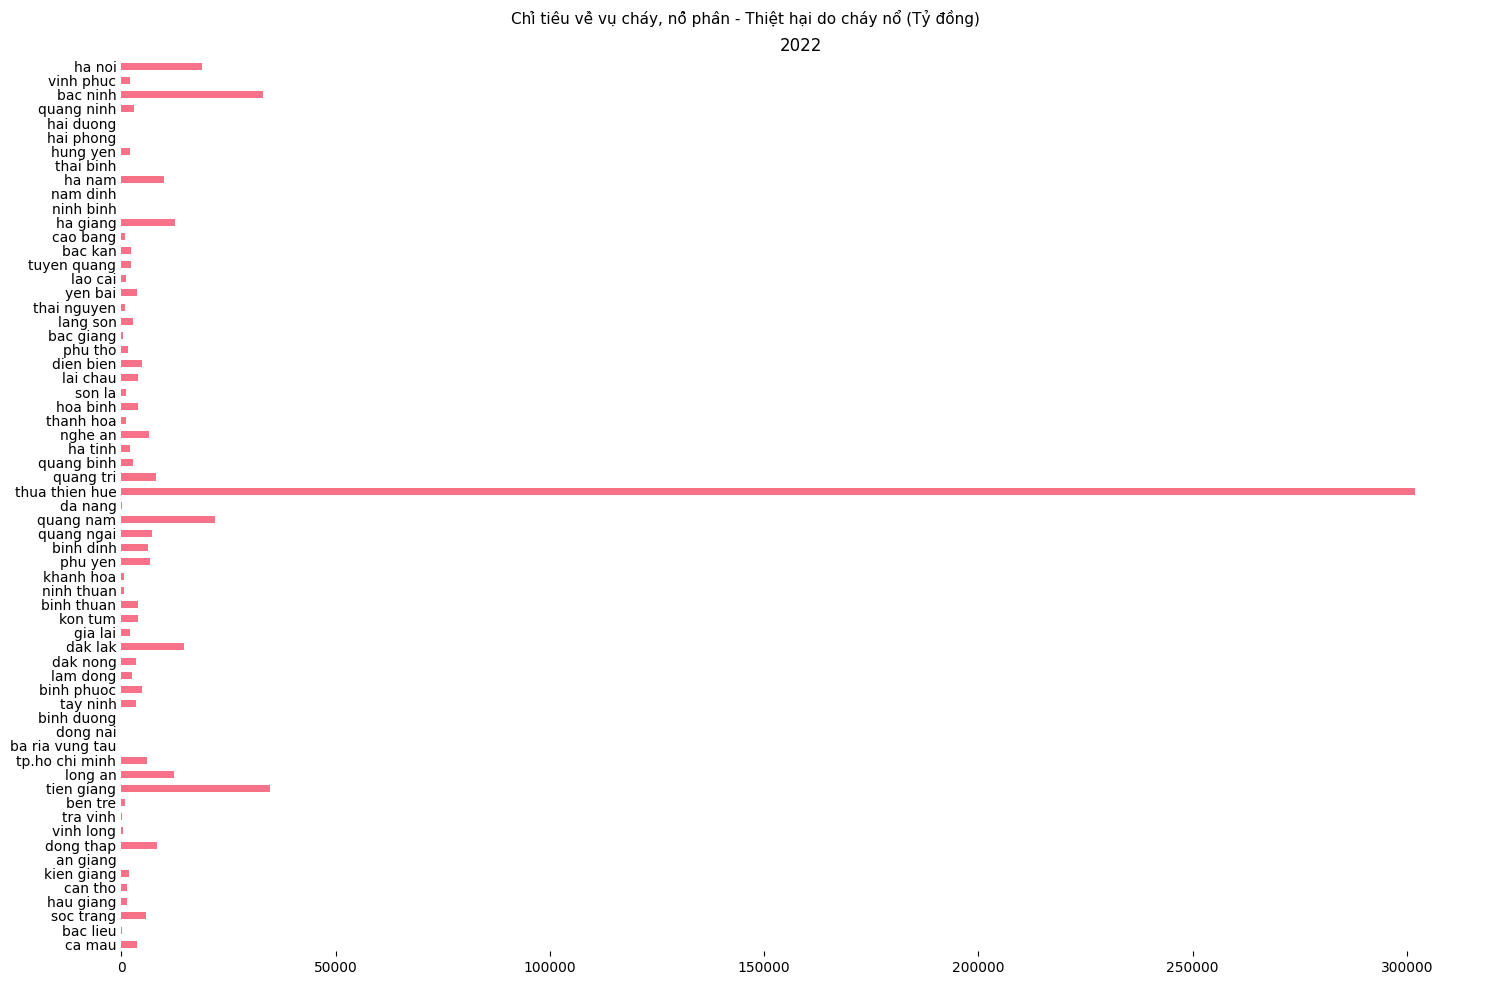 Chỉ tiêu về vụ cháy, nổ phân - Thiệt hại do cháy nổ (Tỷ đồng)
2022
ha noi
vinh phuc
bac ninh
quang ninh
hai duong
hai phong
hung yen
thai binh
ha nam
nam dinh
ninh binh
ha giang
cao bang
bac kan
tuyen quang
lao cai
yen bai
thai nguyen
lang son
bac giang
phu tho
dien bien
lai chau
son la
hoa binh
thanh hoa
nghe an
ha tinh
quang binh
quang tri
thua thien hue
da nang
quang nam
quang ngai
binh dinh
phu yen
khanh hoa
ninh thuan
binh thuan
kon tum
gia lai
dak lak
dak nong
lam dong
binh phuoc
tay ninh
binh duong
dong nai
ba ria vung tau
tp.ho chi minh
long an
tien giang
ben tre
tra vinh
vinh long
dong thap
an giang
kien giang
can tho
hau giang
soc trang
bac lieu
ca mau
0 50000 100000 150000 200000 250000 300000